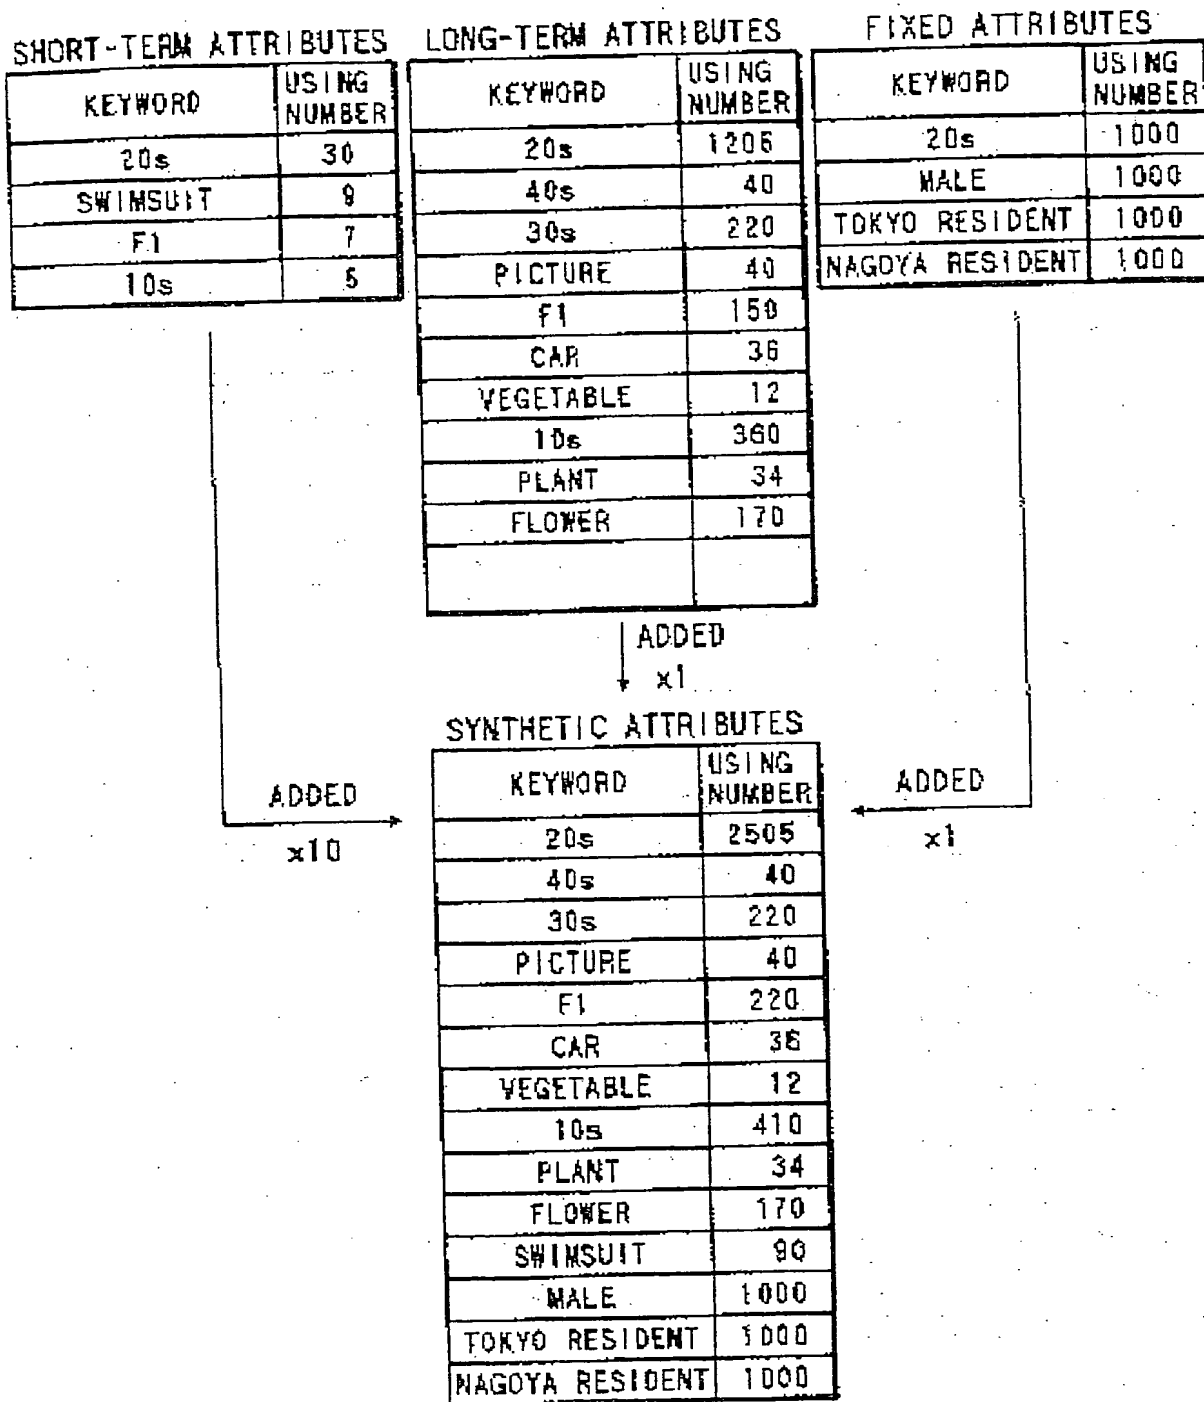 SHORT-TERM ATTRIBUTES
KEYWORD
USING
NUMBER
20s 30
SWIMSUIT 9
F1 7
10s 5
LONG-TERM ATTRIBUTES
KEYWORD
USING
NUMBER
20s 1205
40s 40
30s 220
PICTURE 40
F1 150
CAR 36
VEGETABLE 12
10s 360
PLANT 34
FLOWER 170
FIXED ATTRIBUTES
KEYWORD
USING
NUMBER
20s 1000
MALE 1000
TOKYO RESIDENT 1000
NAGOYA RESIDENT 1000
ADDED
x1
ADDED
x10
ADDED
x1
SYNTHETIC ATTRIBUTES
KEYWORD
USING
NUMBER
20s 2505
40s 40
30s 220
PICTURE 40
F1 220
CAR 36
VEGETABLE 12
10s 410
PLANT 34
FLOWER 170
SWIMSUIT 90
MALE 1000
TOKYO RESIDENT 1000
NAGOYA RESIDENT 1000